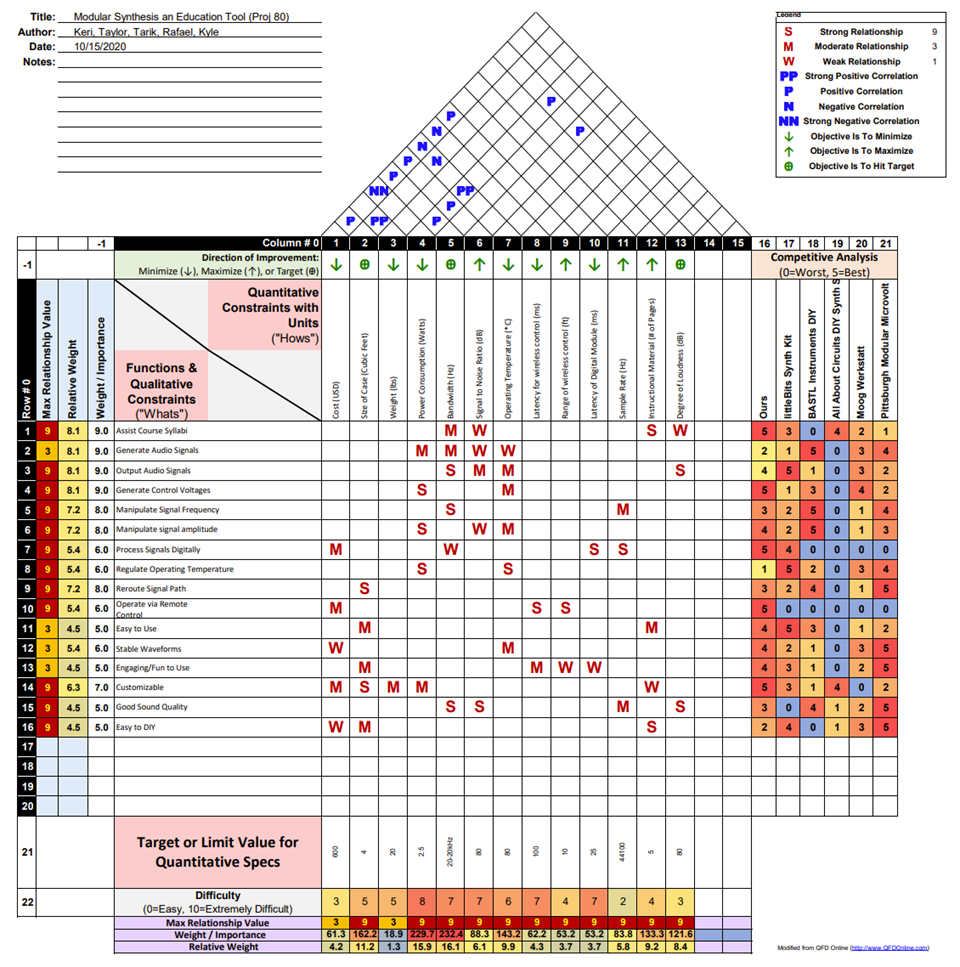 Title: Modular Synthesis an Education Tool (Proj 80)
Author: Keri, Taylor, Tarik, Rafael, Kyle
Date: 10/15/2020
Notes:
Legend
S Strong Relationship 9
M Moderate Relationship 3
W Weak Relationship 1
PP Strong Positive Correlation
P Positive Correlation
N Negative Correlation
NN Strong Negative Correlation
↓ Objective Is To Minimize
↑ Objective Is To Maximize
⊕ Objective Is To Hit Target
P
P P
N
N
P N
P
NN PP
P
P PP P
-1 Column # 0 1 2 3 4 5 6 7 8 9 10 11 12 13 14 15 16 17 18 19 20 21
-1 Direction of Improvement:
Minimize (↓), Maximize (↑), or Target (⊕) ↓ ⊕ ↓ ↓ ⊕ ↑ ↓ ↓ ↑ ↓ ↑ ↑ ⊕
Competitive Analysis
(0=Worst, 5=Best)
Row # 0
Max Relationship Value
Relative Weight
Weight / Importance
Quantitative
Constraints with
Units
("Hows")
Functions &
Qualitative
Constraints
("Whats")
Cost (USD)
Size of Case (Cubic Feet)
Weight (lbs)
Power Consumption (Watts)
Bandwidth (Hz)
Signal to Noise Ratio (dB)
Operating Temperature (°C)
Latency for wireless control (ms)
Range of wireless control (ft)
Latency of Digital Module (ms)
Sample Rate (Hz)
Instructional Material (# of Pages)
Degree of Loudness (dB)
Ours
littleBits Synth Kit
BASTL Instruments DIY
All About Circuits DIY Synth S
Moog Werkstatt
Pittsburgh Modular Microvolt
1 9 8.1 9.0 Assist Course Syllabi M W S W 5 3 0 4 2 1
2 3 8.1 9.0 Generate Audio Signals M M W W 2 1 5 0 3 4
3 9 8.1 9.0 Output Audio Signals S M M S 4 5 1 0 3 2
4 9 8.1 9.0 Generate Control Voltages S M 5 1 3 0 4 2
5 9 7.2 8.0 Manipulate Signal Frequency S M 3 2 5 0 1 4
6 9 7.2 8.0 Manipulate signal amplitude S W M 4 2 5 0 1 3
7 9 5.4 6.0 Process Signals Digitally M W S S 5 4 0 0 0 0
8 9 5.4 6.0 Regulate Operating Temperature S S 1 5 2 0 3 4
9 9 7.2 8.0 Reroute Signal Path S 3 2 4 0 1 5
10 9 5.4 6.0 Operate via Remote
Control M S S 5 0 0 0 0 0
11 3 4.5 5.0 Easy to Use M M 4 5 3 0 1 2
12 3 5.4 6.0 Stable Waveforms W M 4 2 1 0 3 5
13 3 4.5 5.0 Engaging/Fun to Use M M W M 4 3 1 0 2 5
14 9 6.3 7.0 Customizable M S M M W 5 3 1 4 0 2
15 9 4.5 5.0 Good Sound Quality S S M S 3 0 4 1 2 5
16 9 4.5 5.0 Easy to DIY W M S 2 4 0 1 3 5
17
18
19
20
21 Target or Limit Value for
Quantitative Specs
600 4 20 2.5 20-20kHz 80 80 100 10 25 44100 5 80
22 Difficulty
(0=Easy, 10=Extremely Difficult) 3 5 5 8 7 7 6 7 4 7 2 4 3
Max Relationship Value 3 9 3 9 9 9 9 9 9 9 9 9 9
Weight / Importance 61.3 162.2 18.9 229.7 232.4 88.3 143.2 62.2 53.2 53.2 83.8 133.3 121.6
Relative Weight 4.2 11.2 1.3 15.9 16.1 6.1 9.9 4.3 3.7 3.7 5.8 9.2 8.4
Modified from QFD Online (http://www.QFDOnline.com)